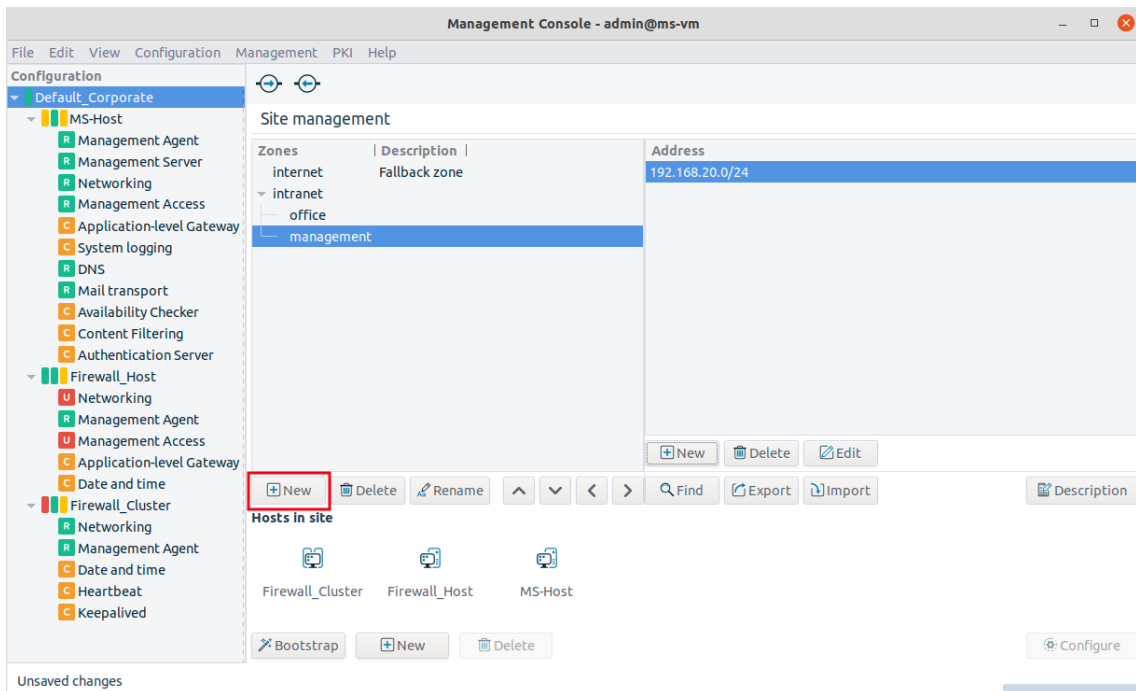 Management Console - admin@ms-vm
File Edit View Configuration Management PKI Help
Configuration
Default_Corporate
MS-Host
R Management Agent
R Management Server
R Networking
R Management Access
C Application-level Gateway
C System logging
R DNS
R Mail transport
C Availability Checker
C Content Filtering
C Authentication Server
Firewall_Host
U Networking
R Management Agent
U Management Access
C Application-level Gateway
C Date and time
Firewall_Cluster
R Networking
R Management Agent
C Date and time
C Heartbeat
C Keepalived
Site management
Zones | Description |
internet Fallback zone
intranet
office
management
Address
192.168.20.0/24
New Delete Edit
New Delete Rename Find Export Import Description
Hosts in site
Firewall_Cluster Firewall_Host MS-Host
Bootstrap New Delete Configure
Unsaved changes